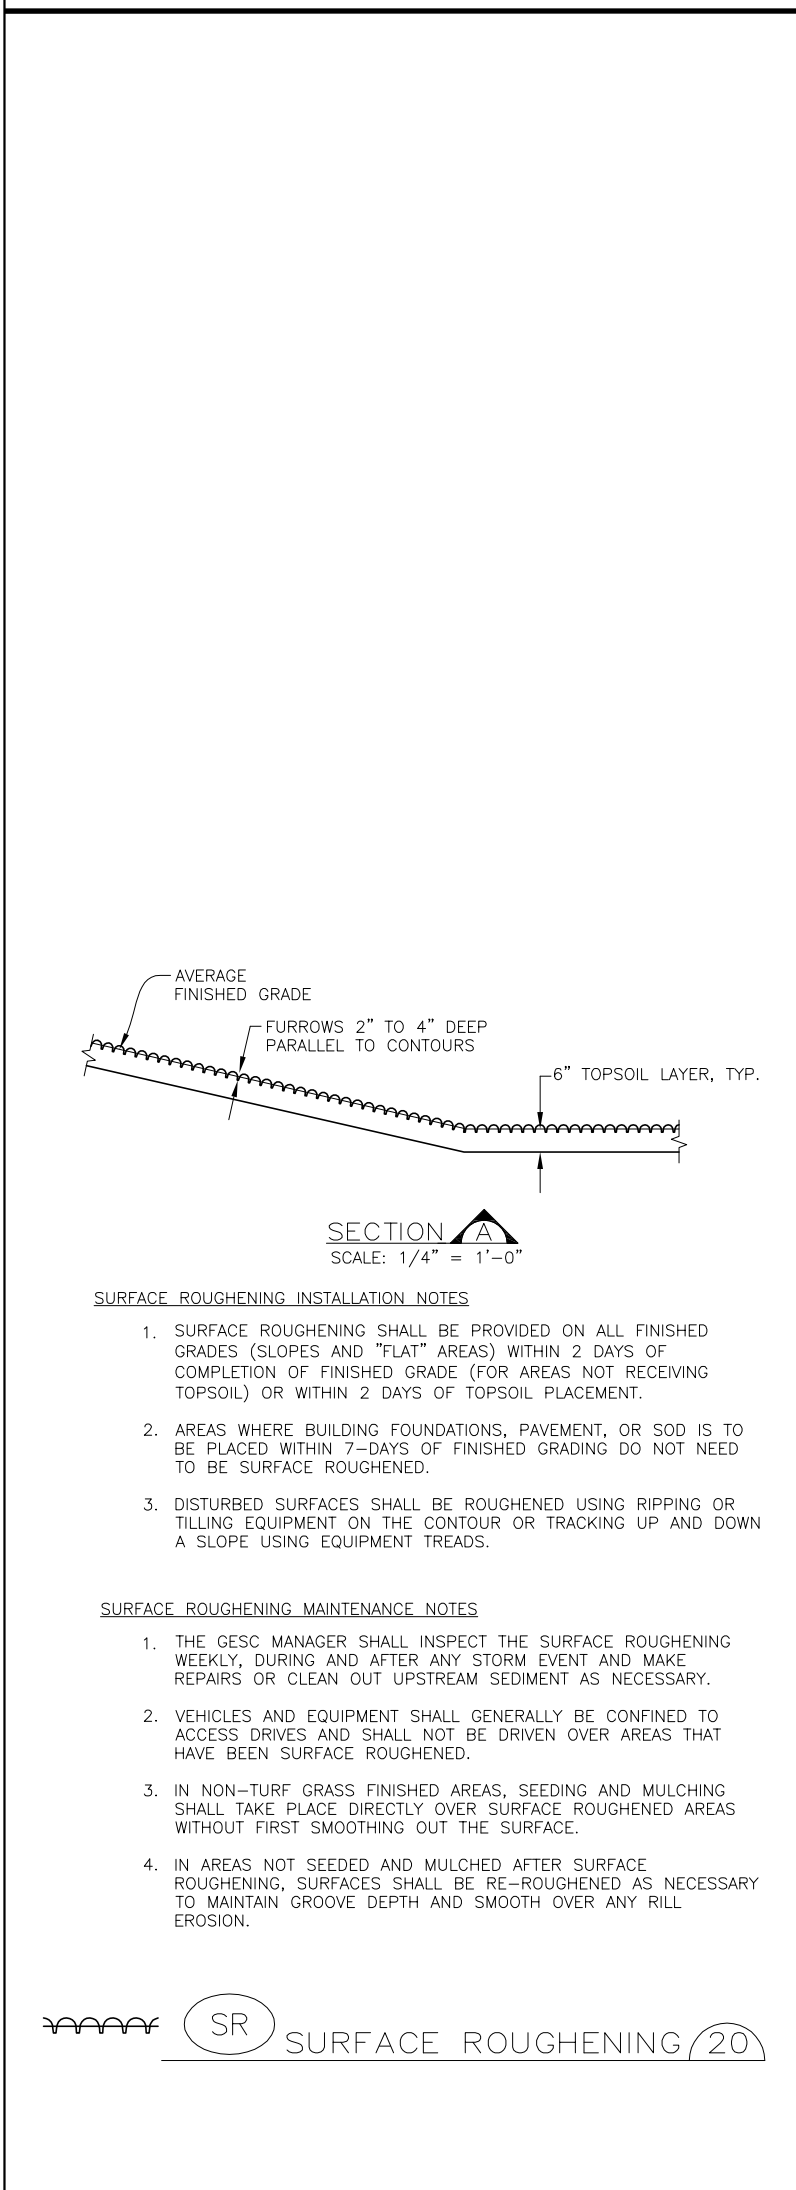 AVERAGE
FINISHED GRADE
FURROWS 2" TO 4" DEEP
PARALLEL TO CONTOURS
6" TOPSOIL LAYER, TYP.
SECTION A
SCALE: 1/4" = 1'-0"
SURFACE ROUGHENING INSTALLATION NOTES
1. SURFACE ROUGHENING SHALL BE PROVIDED ON ALL FINISHED
GRADES (SLOPES AND "FLAT" AREAS) WITHIN 2 DAYS OF
COMPLETION OF FINISHED GRADE (FOR AREAS NOT RECEIVING
TOPSOIL) OR WITHIN 2 DAYS OF TOPSOIL PLACEMENT.
2. AREAS WHERE BUILDING FOUNDATIONS, PAVEMENT, OR SOD IS TO
BE PLACED WITHIN 7-DAYS OF FINISHED GRADING DO NOT NEED
TO BE SURFACE ROUGHENED.
3. DISTURBED SURFACES SHALL BE ROUGHENED USING RIPPING OR
TILLING EQUIPMENT ON THE CONTOUR OR TRACKING UP AND DOWN
A SLOPE USING EQUIPMENT TREADS.
SURFACE ROUGHENING MAINTENANCE NOTES
1. THE GESC MANAGER SHALL INSPECT THE SURFACE ROUGHENING
WEEKLY, DURING AND AFTER ANY STORM EVENT AND MAKE
REPAIRS OR CLEAN OUT UPSTREAM SEDIMENT AS NECESSARY.
2. VEHICLES AND EQUIPMENT SHALL GENERALLY BE CONFINED TO
ACCESS DRIVES AND SHALL NOT BE DRIVEN OVER AREAS THAT
HAVE BEEN SURFACE ROUGHENED.
3. IN NON-TURF GRASS FINISHED AREAS, SEEDING AND MULCHING
SHALL TAKE PLACE DIRECTLY OVER SURFACE ROUGHENED AREAS
WITHOUT FIRST SMOOTHING OUT THE SURFACE.
4. IN AREAS NOT SEEDED AND MULCHED AFTER SURFACE
ROUGHENING, SURFACES SHALL BE RE-ROUGHENED AS NECESSARY
TO MAINTAIN GROOVE DEPTH AND SMOOTH OVER ANY RILL
EROSION.
SR SURFACE ROUGHENING 20